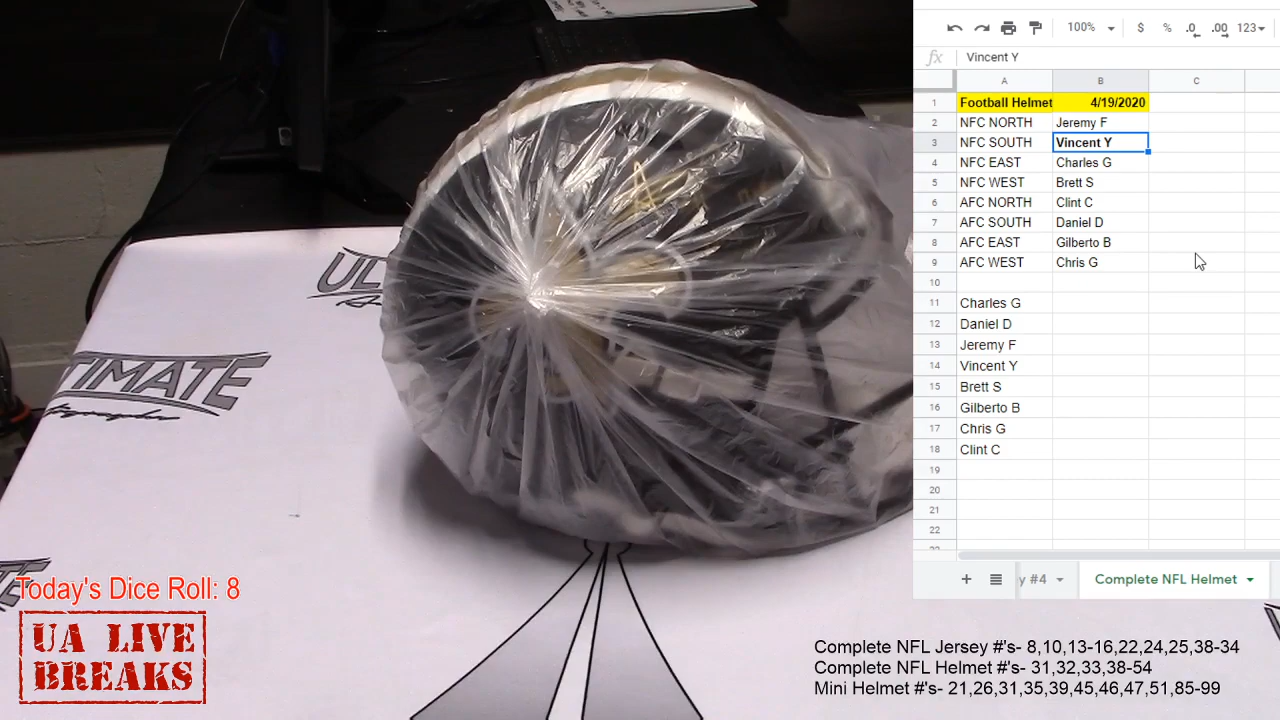 fx Vincent Y
100% $ % .0 .00 123
A B C
1 Football Helmet 4/19/2020
2 NFC NORTH Jeremy F
3 NFC SOUTH Vincent Y
4 NFC EAST Charles G
5 NFC WEST Brett S
6 AFC NORTH Clint C
7 AFC SOUTH Daniel D
8 AFC EAST Gilberto B
9 AFC WEST Chris G
10
11 Charles G
12 Daniel D
13 Jeremy F
14 Vincent Y
15 Brett S
16 Gilberto B
17 Chris G
18 Clint C
19
20
21
22
y #4 Complete NFL Helmet
UL
TIMATE
TE
Today's Dice Roll: 8
UA LIVE
BREAKS
Complete NFL Jersey #'s- 8,10,13-16,22,24,25,38-34
Complete NFL Helmet #'s- 31,32,33,38-54
Mini Helmet #'s- 21,26,31,35,39,45,46,47,51,85-99